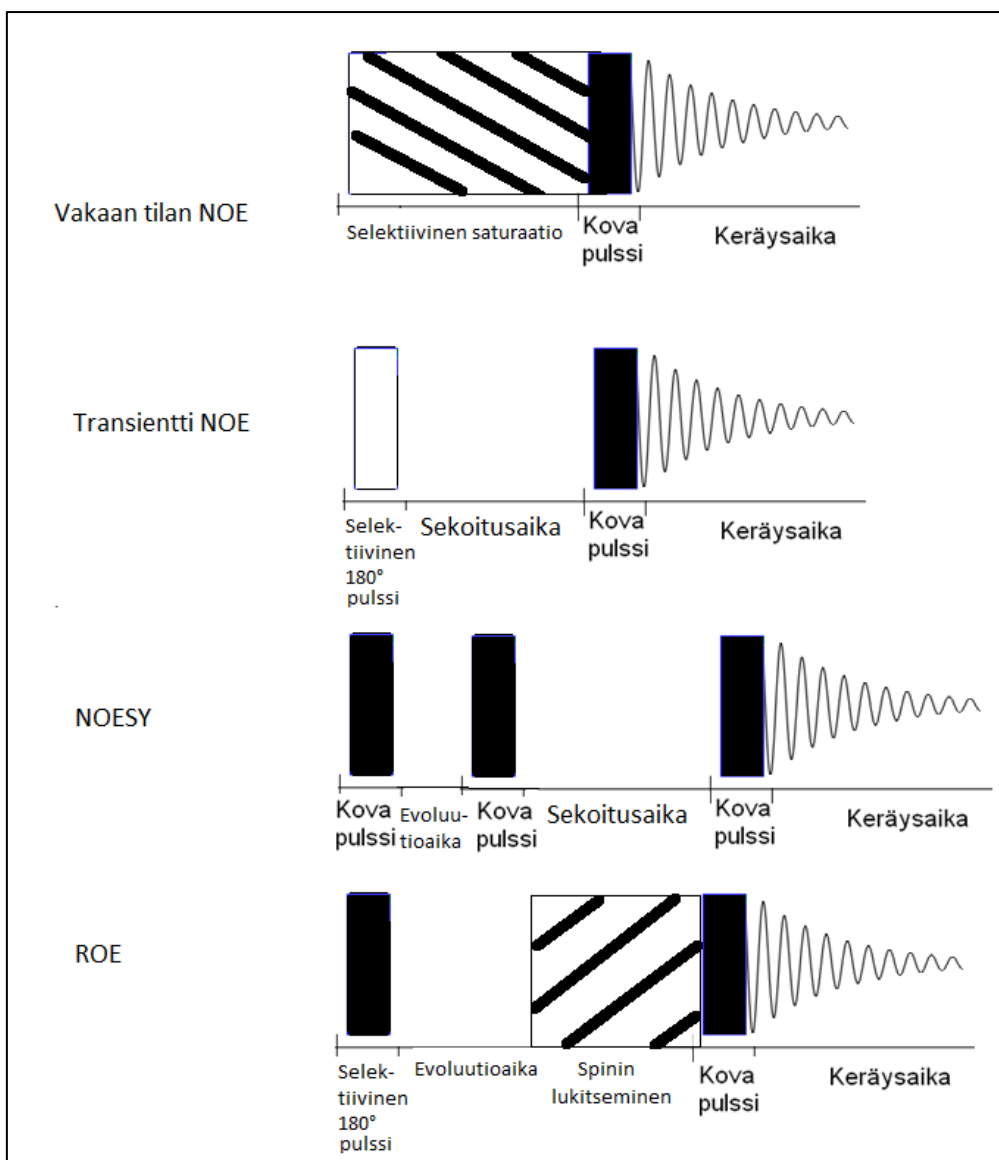 Vakaan tilan NOE
Selektiivinen saturaatio
Kova
pulssi
Keräysaika
Transientti NOE
Selek-
tiivinen
180°
pulssi
Sekoitusaika
Kova
pulssi
Keräysaika
NOESY
Kova
pulssi
Evoluu-
tioaika
Kova
pulssi
Sekoitusaika
Kova
pulssi
Keräysaika
ROE
Selek-
tiivinen
180°
pulssi
Evoluutioaika
Spinin
lukitseminen
Kova
pulssi
Keräysaika